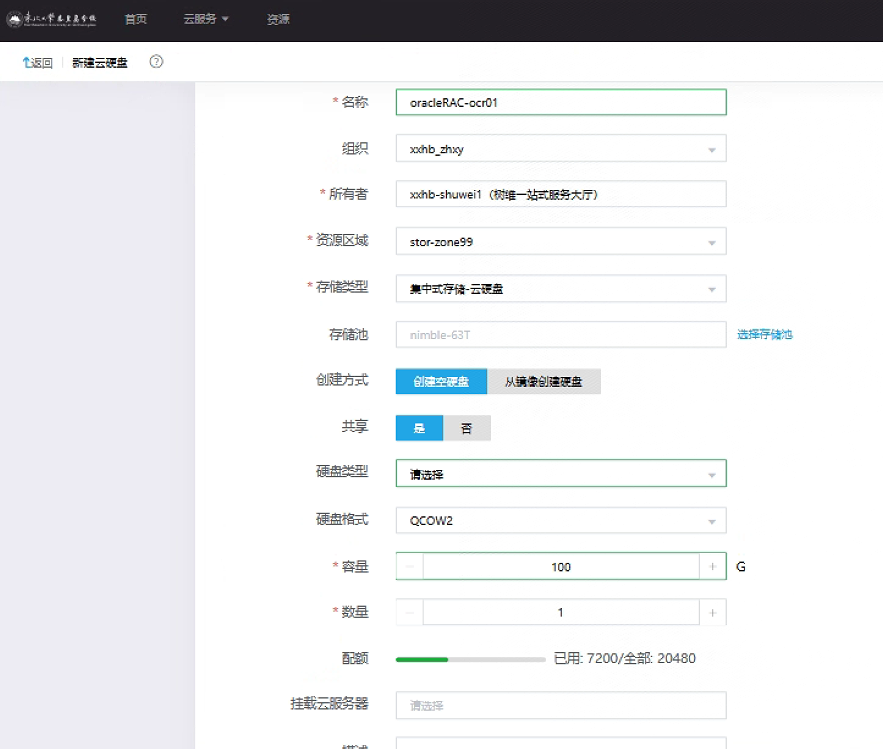 首页 云服务 资源
返回 新建云硬盘 ?
* 名称 oracleRAC-ocr01
组织 xxhb_zhxy
* 所有者 xxhb-shuwei1（树维一站式服务大厅）
* 资源区域 stor-zone99
* 存储类型 集中式存储-云硬盘
存储池 nimble-63T 选择存储池
创建方式 创建空硬盘 从镜像创建硬盘
共享 是 否
硬盘类型 请选择
硬盘格式 QCOW2
* 容量 − 100 + G
* 数量 − 1 +
配额 已用: 7200/全部: 20480
挂载云服务器 请选择